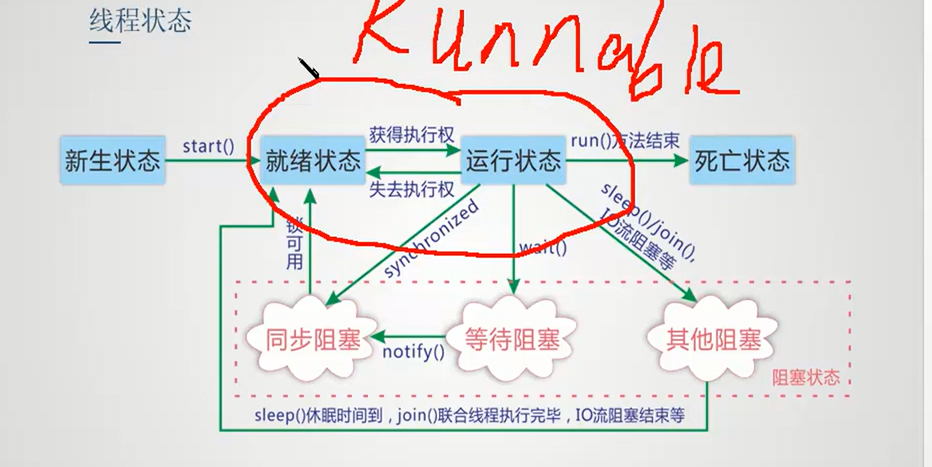 线程状态
Runnable
新生状态
start()
就绪状态
获得执行权
失去执行权
运行状态
run()方法结束
死亡状态
锁可用
synchronized
wait()
sleep()/join(),
IO流阻塞等
同步阻塞
notify()
等待阻塞
其他阻塞
阻塞状态
sleep()休眠时间到，join()联合线程执行完毕，IO流阻塞结束等